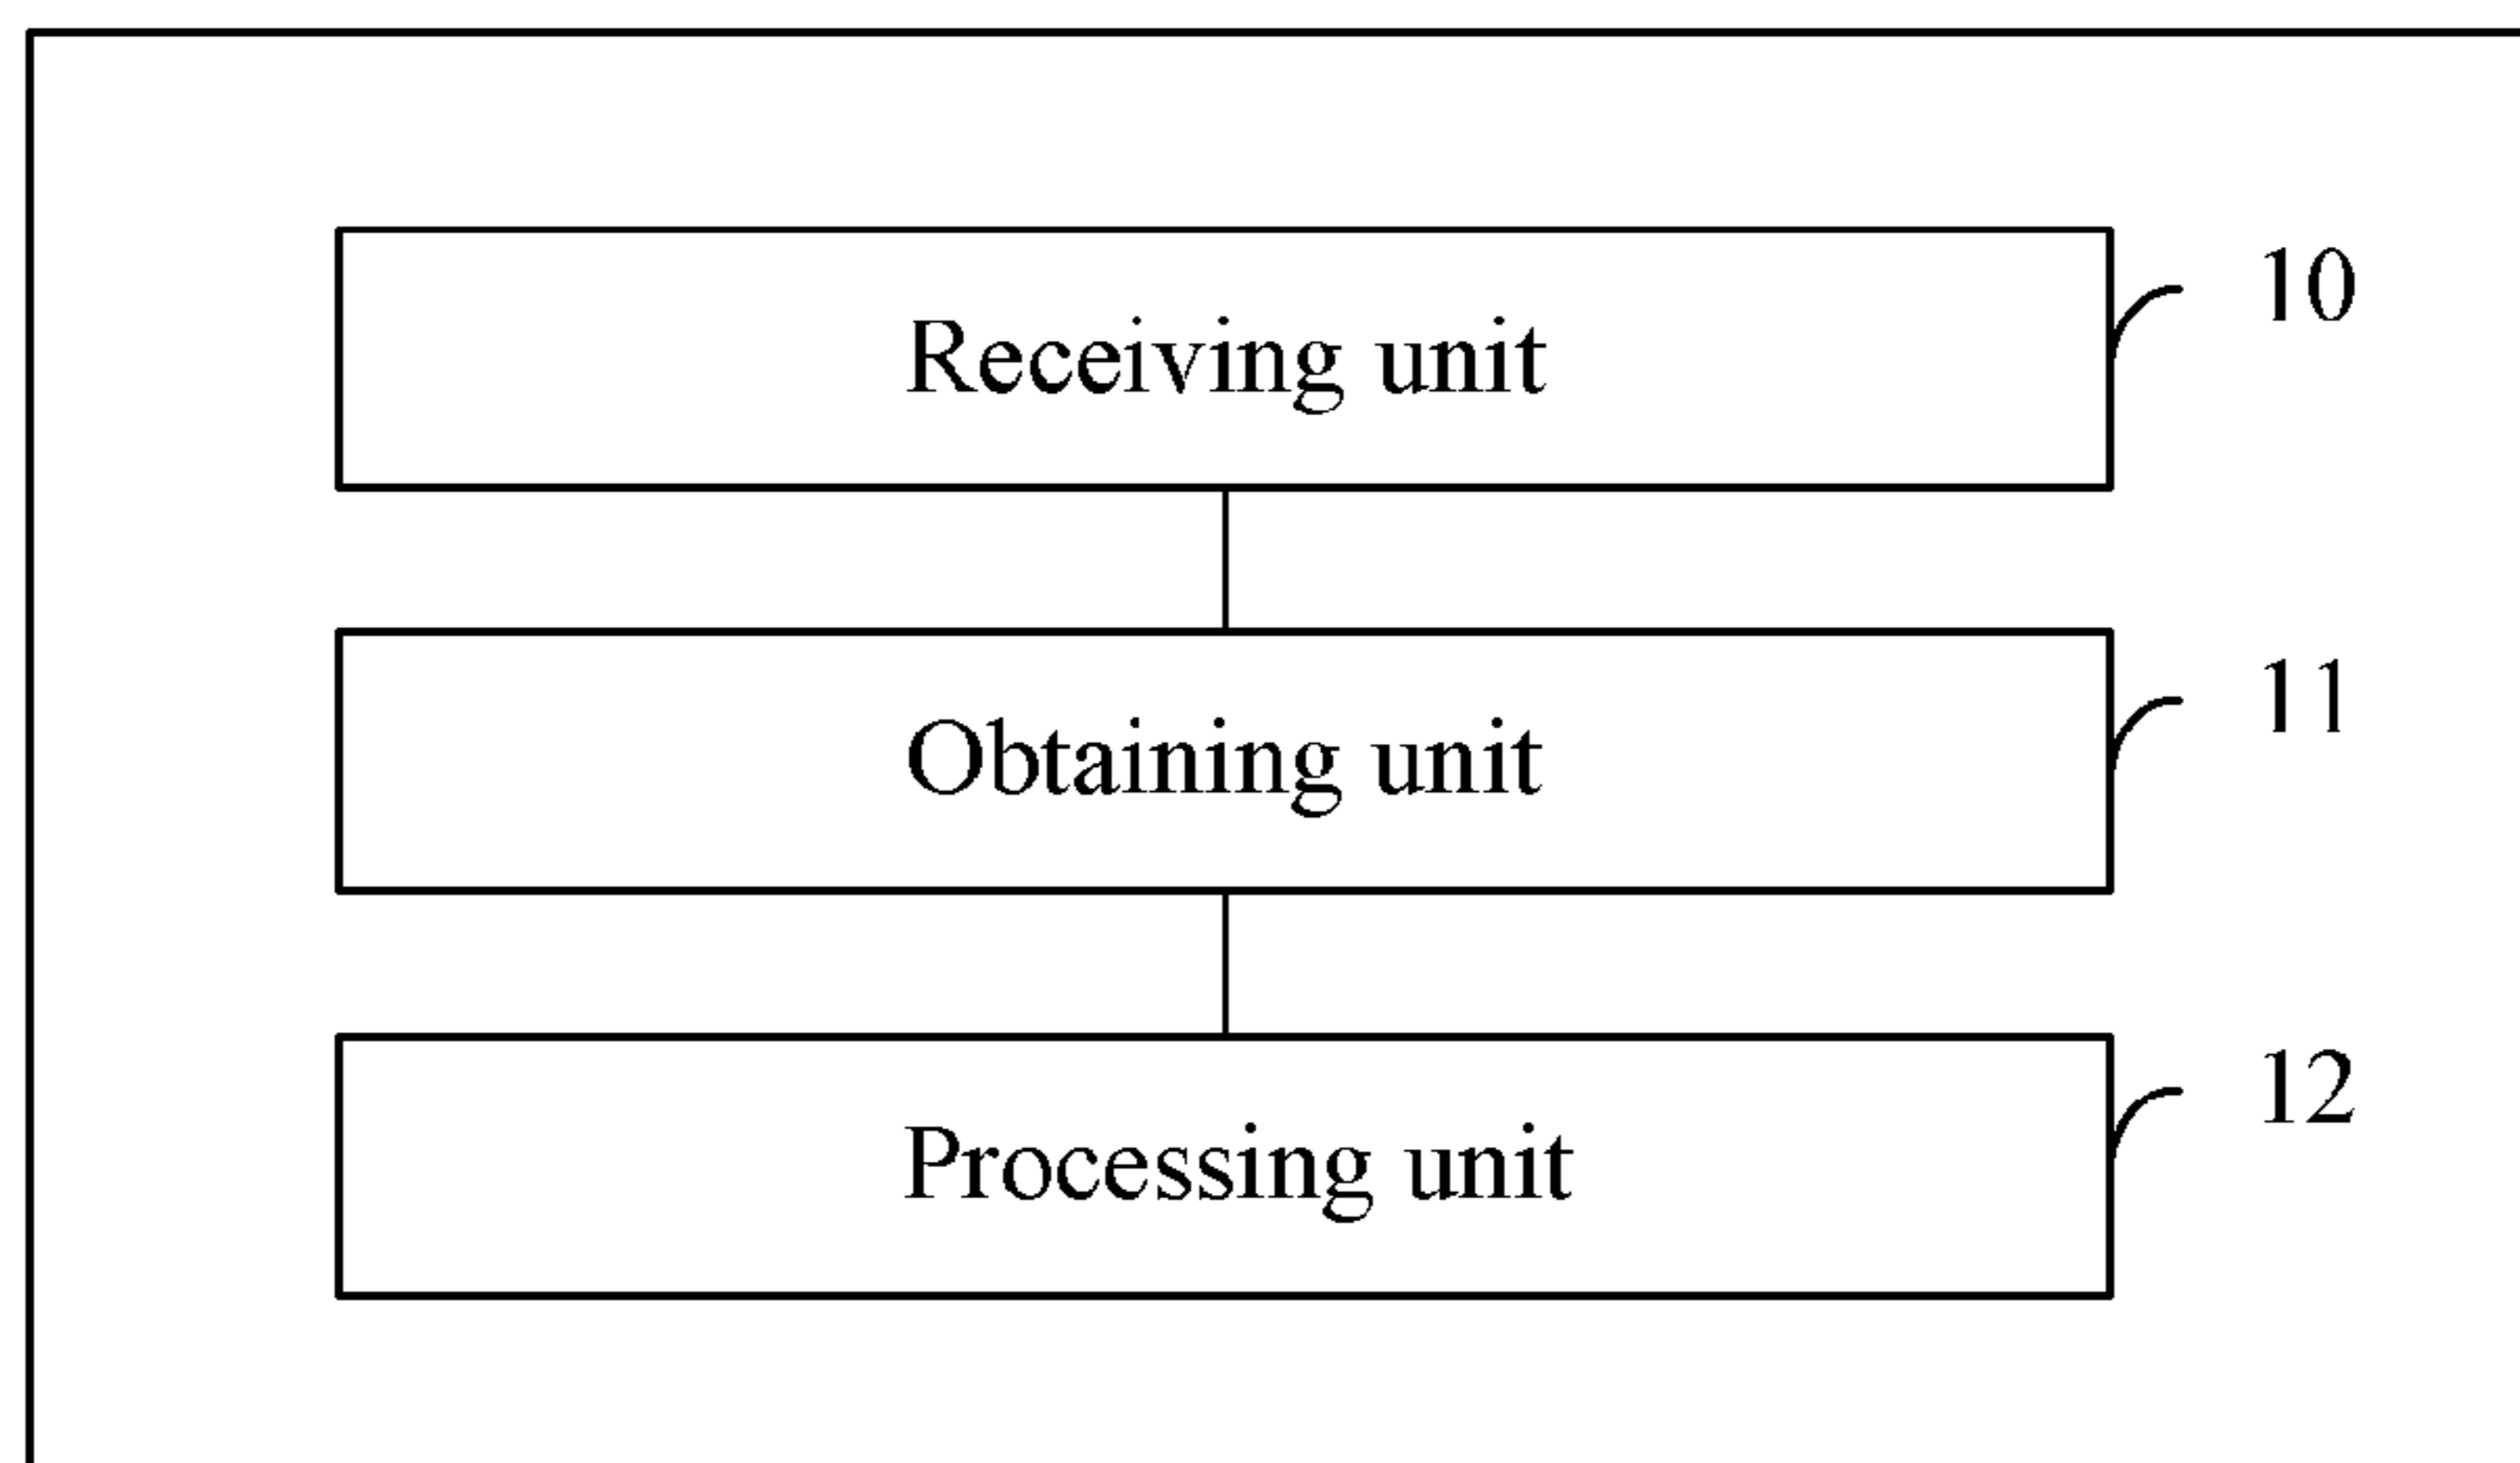 Receiving unit
10
Obtaining unit
11
Processing unit
12